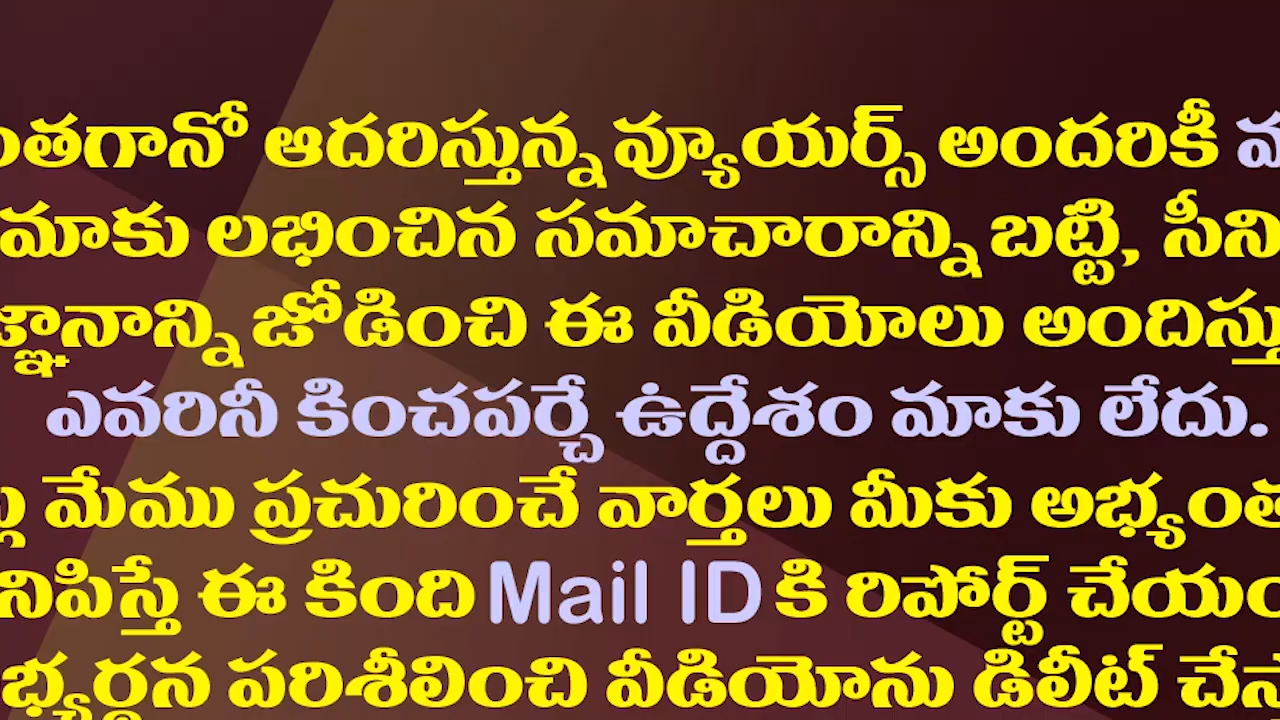 ంతగానో ఆదరిస్తున్న వ్యూయర్స్ అందరికీ
మాకు లభించిన సమాచారాన్ని బట్టి, సీని
జ్ఞానాన్ని జోడించి ఈ వీడియోలు అందిస్తు
ఎవరినీ కించపర్చే ఉద్దేశం మాకు లేదు.
మేము ప్రచురించే వార్తలు మీకు అభ్యంత
నిపిస్తే ఈ కింది Mail ID కి రిపోర్ట్ చేయం
భ్యర్థన పరిశీలించి వీడియోను డిలీట్ చేస